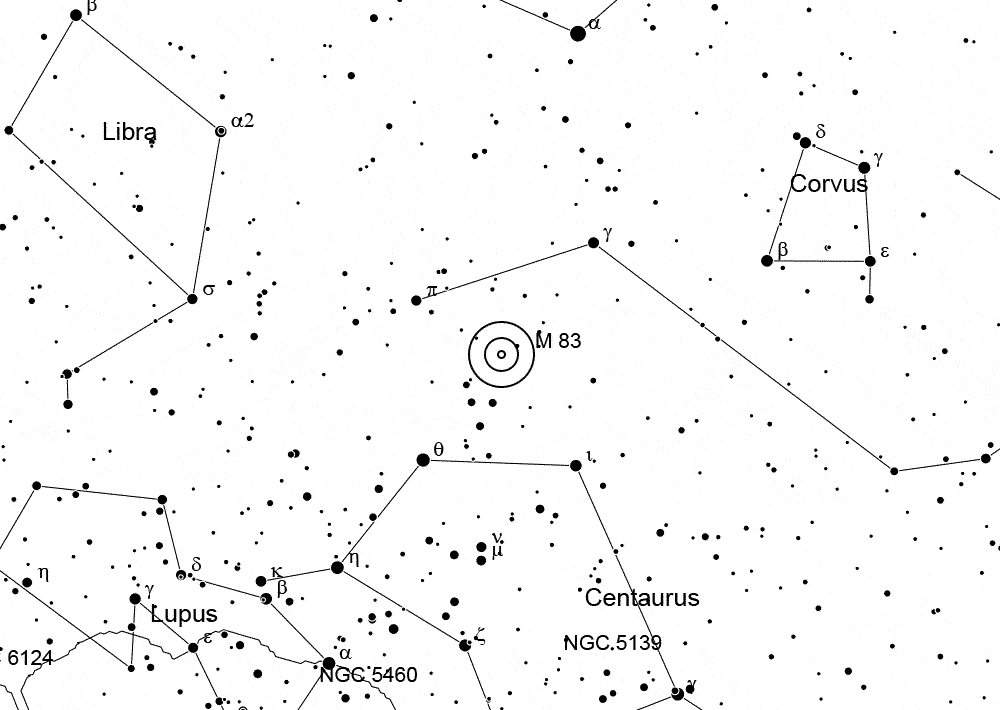 β
α
α2
Libra
δ
γ
Corvus
γ
β
ε
σ
π
M 83
θ
ι
ν
μ
η
δ
κ
η
β
γ
Centaurus
Lupus
ε
ζ
NGC 5139
α
6124
NGC 5460
γ